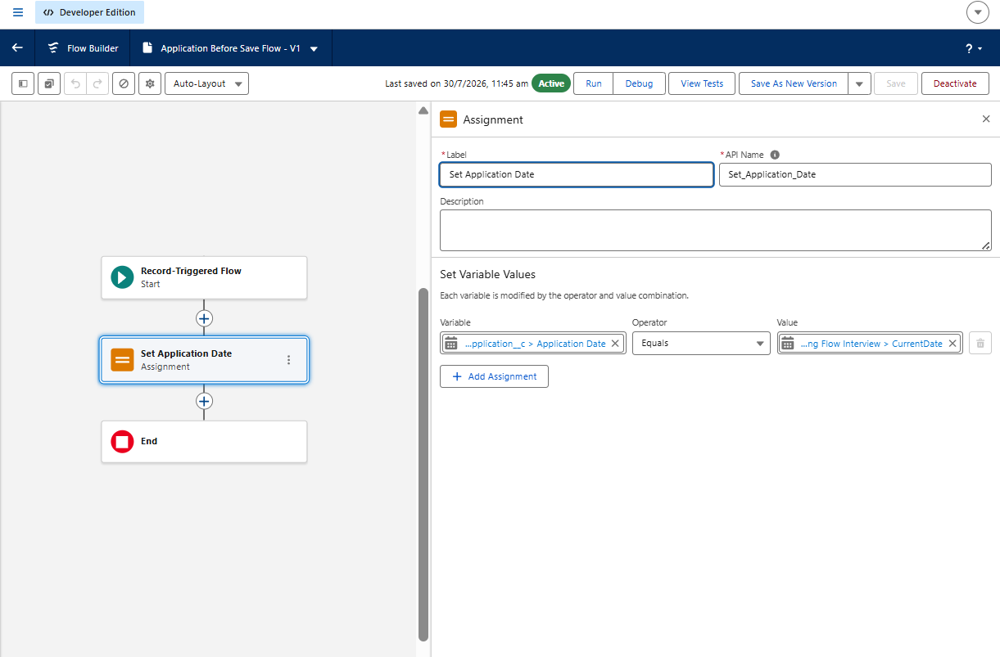 Developer Edition
Flow Builder
Application Before Save Flow - V1
?
Auto-Layout
Last saved on 30/7/2026, 11:45 am
Active
Run
Debug
View Tests
Save As New Version
Save
Deactivate
Record-Triggered Flow
Start
Set Application Date
Assignment
End
Assignment
*Label
*API Name
Set Application Date
Set_Application_Date
Description
Set Variable Values
Each variable is modified by the operator and value combination.
Variable
Operator
Value
...pplication__c > Application Date
Equals
...ng Flow Interview > CurrentDate
Add Assignment